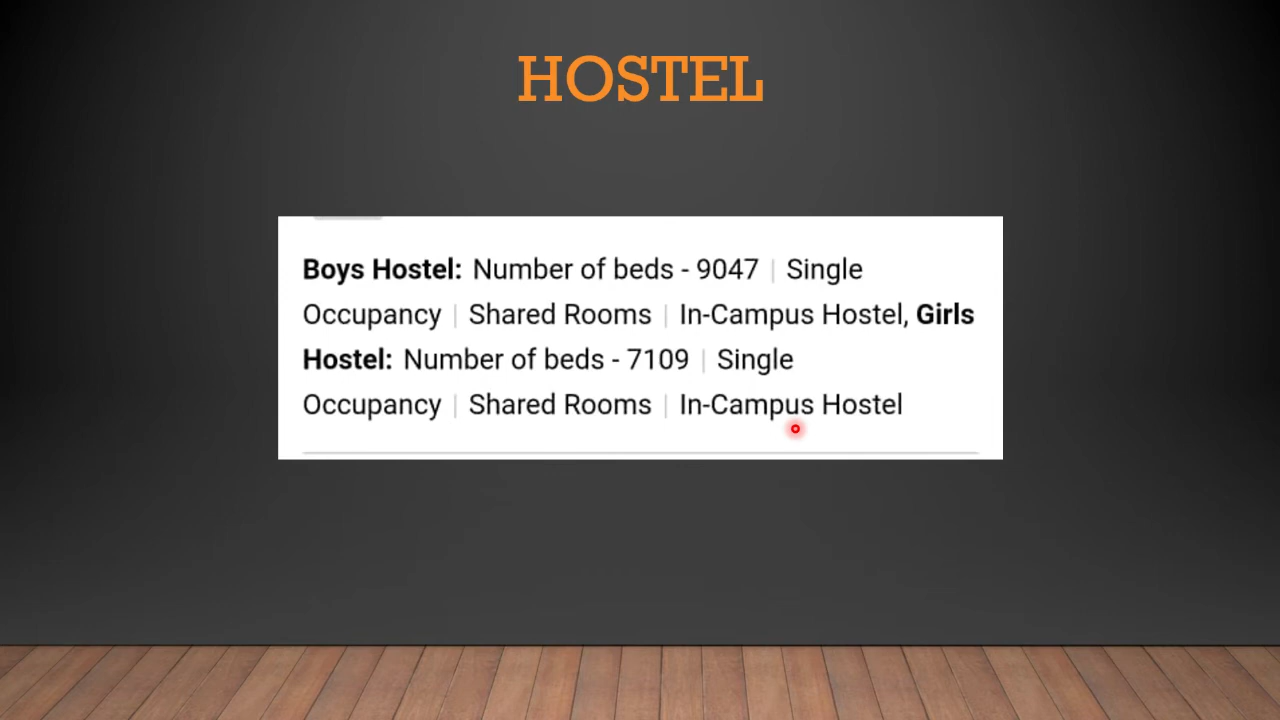 HOSTEL
Boys Hostel: Number of beds - 9047 | Single
Occupancy | Shared Rooms | In-Campus Hostel, Girls
Hostel: Number of beds - 7109 | Single
Occupancy | Shared Rooms | In-Campus Hostel